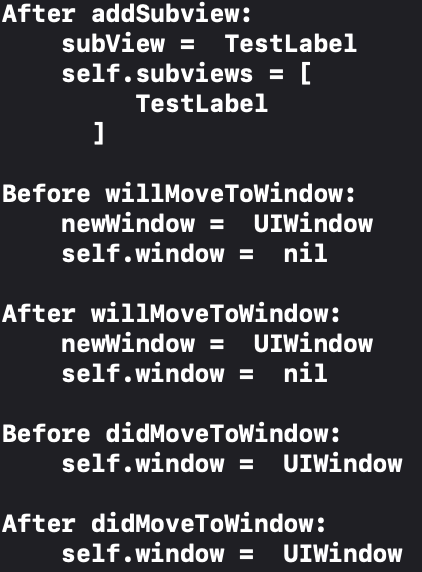 After addSubview:
subView =  TestLabel
self.subviews = [
TestLabel
]
Before willMoveToWindow:
newWindow =  UIWindow
self.window =  nil
After willMoveToWindow:
newWindow =  UIWindow
self.window =  nil
Before didMoveToWindow:
self.window =  UIWindow
After didMoveToWindow:
self.window =  UIWindow